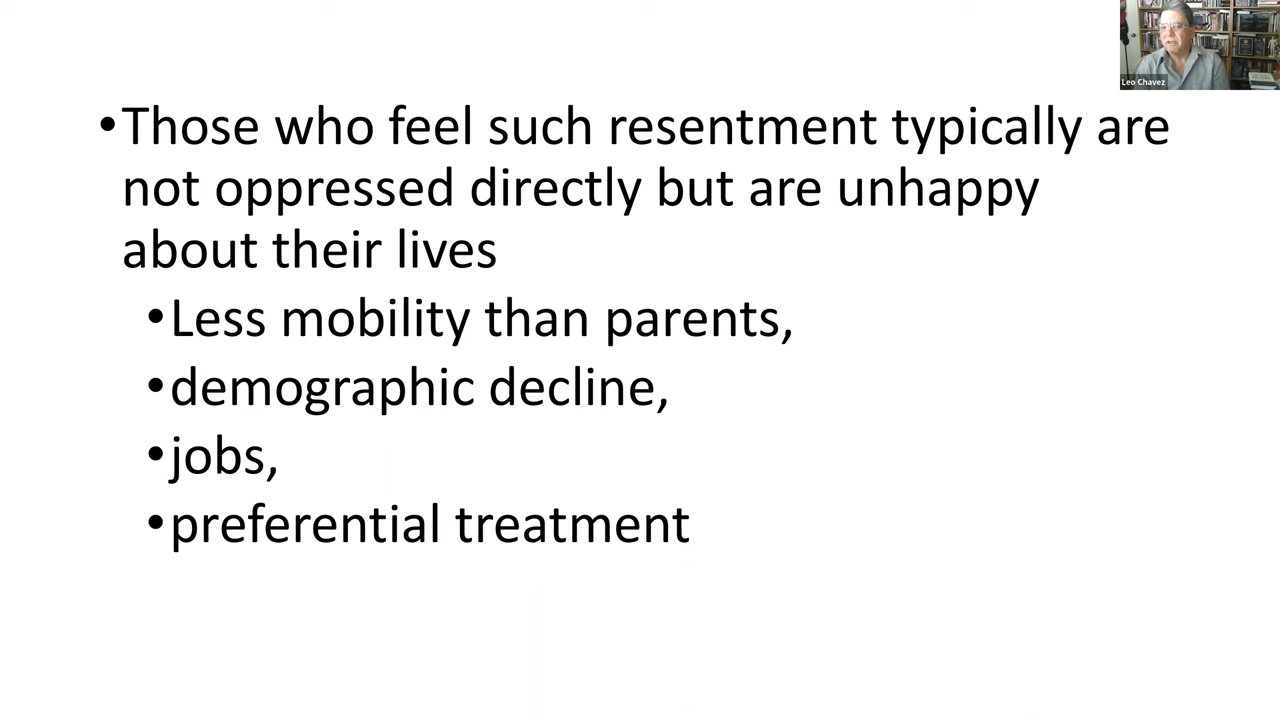 •Those who feel such resentment typically are
not oppressed directly but are unhappy
about their lives
•Less mobility than parents,
•demographic decline,
•jobs,
•preferential treatment
Leo Chavez